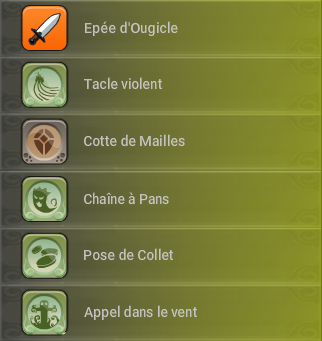 Epée d'Ougicle
Tacle violent
Cotte de Mailles
Chaîne à Pans
Pose de Collet
Appel dans le vent